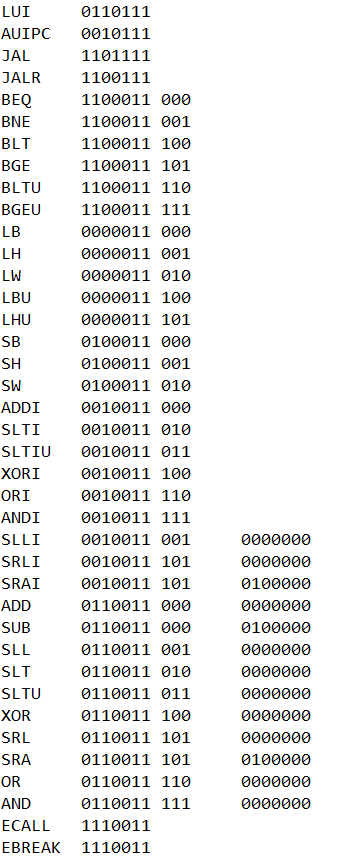 LUI     0110111
AUIPC   0010111
JAL     1101111
JALR    1100111
BEQ     1100011 000
BNE     1100011 001
BLT     1100011 100
BGE     1100011 101
BLTU    1100011 110
BGEU    1100011 111
LB      0000011 000
LH      0000011 001
LW      0000011 010
LBU     0000011 100
LHU     0000011 101
SB      0100011 000
SH      0100011 001
SW      0100011 010
ADDI    0010011 000
SLTI    0010011 010
SLTIU   0010011 011
XORI    0010011 100
ORI     0010011 110
ANDI    0010011 111
SLLI    0010011 001     0000000
SRLI    0010011 101     0000000
SRAI    0010011 101     0100000
ADD     0110011 000     0000000
SUB     0110011 000     0100000
SLL     0110011 001     0000000
SLT     0110011 010     0000000
SLTU    0110011 011     0000000
XOR     0110011 100     0000000
SRL     0110011 101     0000000
SRA     0110011 101     0100000
OR      0110011 110     0000000
AND     0110011 111     0000000
ECALL   1110011
EBREAK  1110011